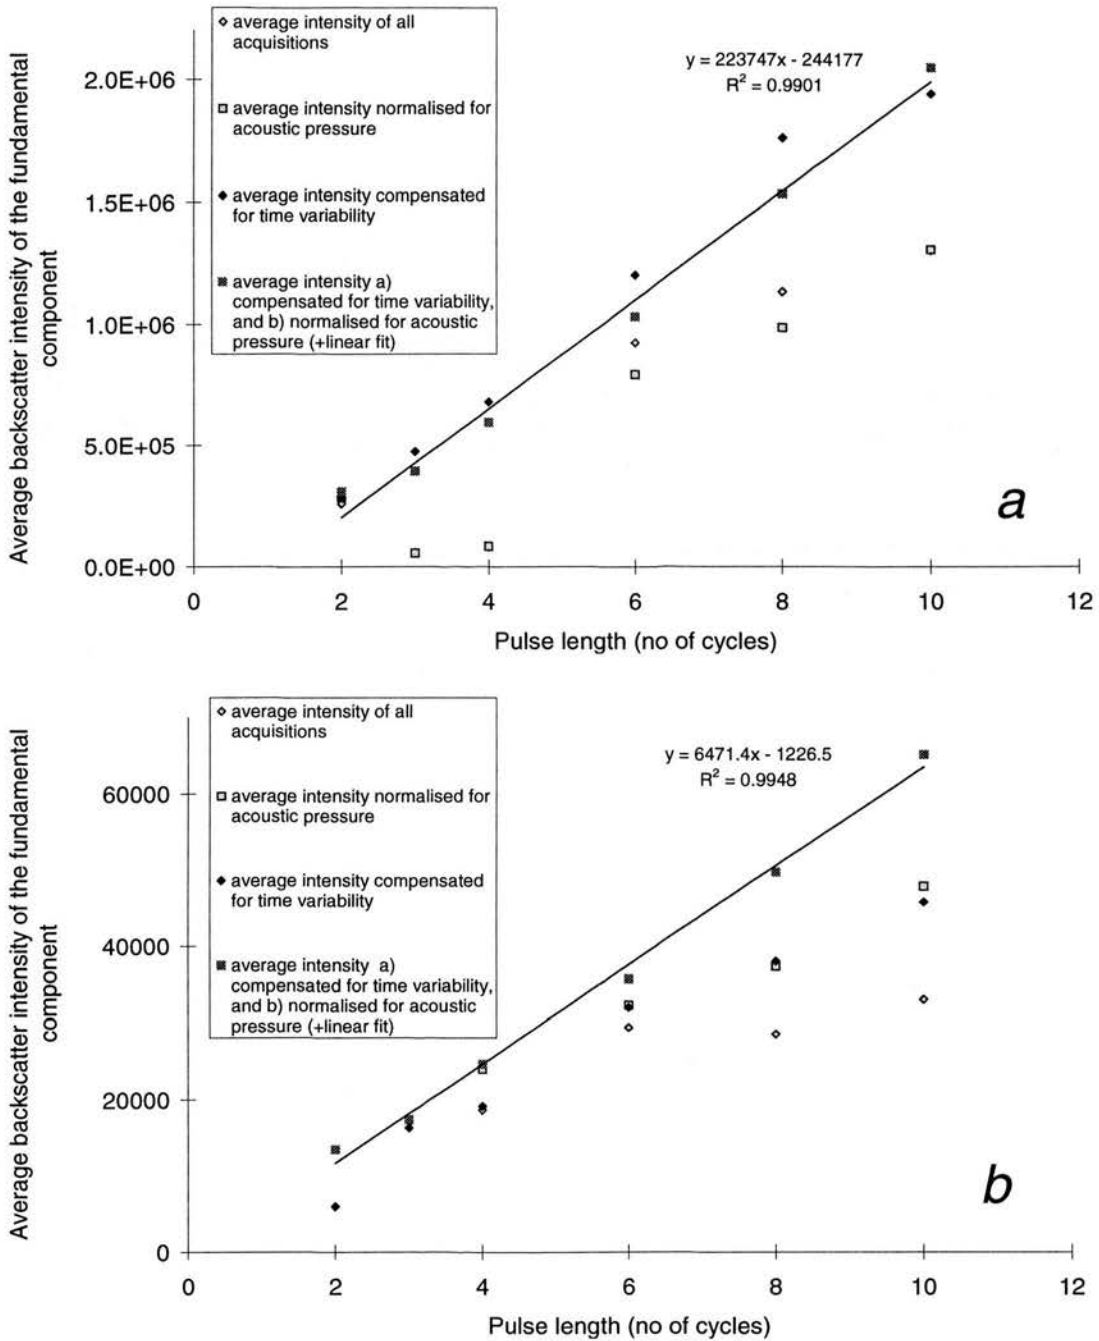 average intensity of all
acquisitions
average intensity normalised for
acoustic pressure
average intensity compensated
for time variability
average intensity a)
compensated for time variability,
and b) normalised for acoustic
pressure (+linear fit)
y = 223747x - 244177
R² = 0.9901
Average backscatter intensity of the fundamental
component
2.0E+06
1.5E+06
1.0E+06
5.0E+05
0.0E+00
0 2 4 6 8 10 12
Pulse length (no of cycles)
a
average intensity of all
acquisitions
average intensity normalised for
acoustic pressure
average intensity compensated
for time variability
average intensity a)
compensated for time variability,
and b) normalised for acoustic
pressure (+linear fit)
y = 6471.4x - 1226.5
R² = 0.9948
Average backscatter intensity of the fundamental
component
60000
40000
20000
0
0 2 4 6 8 10 12
Pulse length (no of cycles)
b